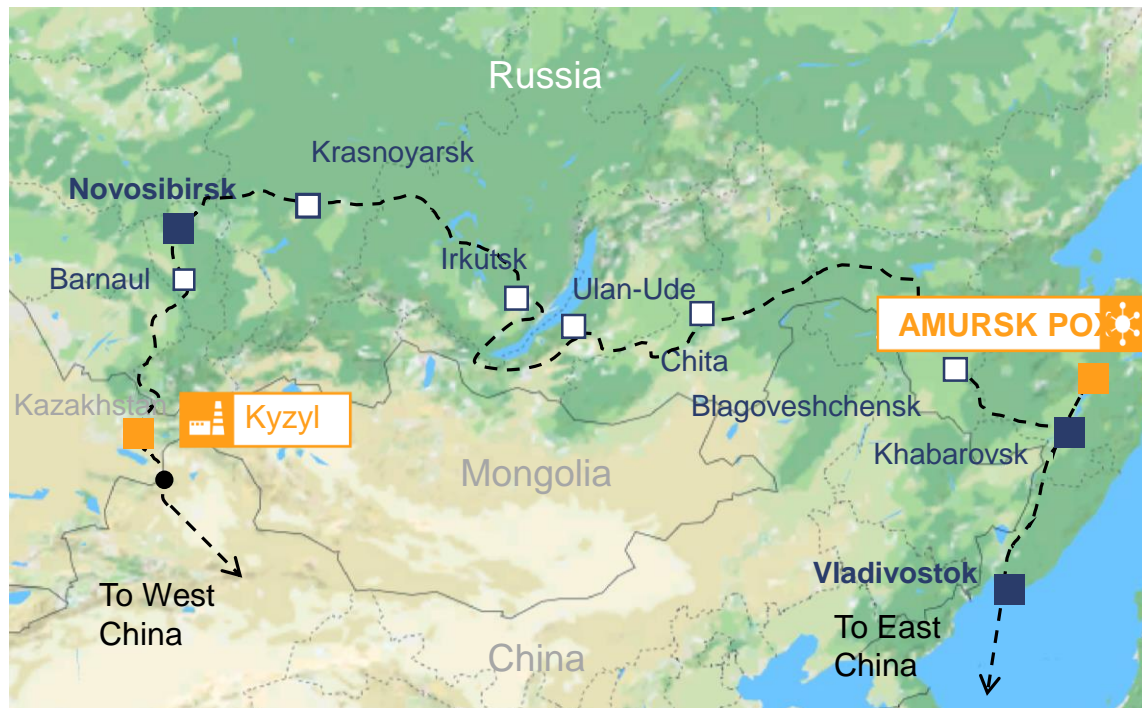 Russia
Krasnoyarsk
Novosibirsk
Irkutsk
Barnaul
Ulan-Ude
AMURSK POX
Chita
Kazakhstan
Kyzyl
Blagoveshchensk
Khabarovsk
Mongolia
Vladivostok
To West
China
To East
China
China